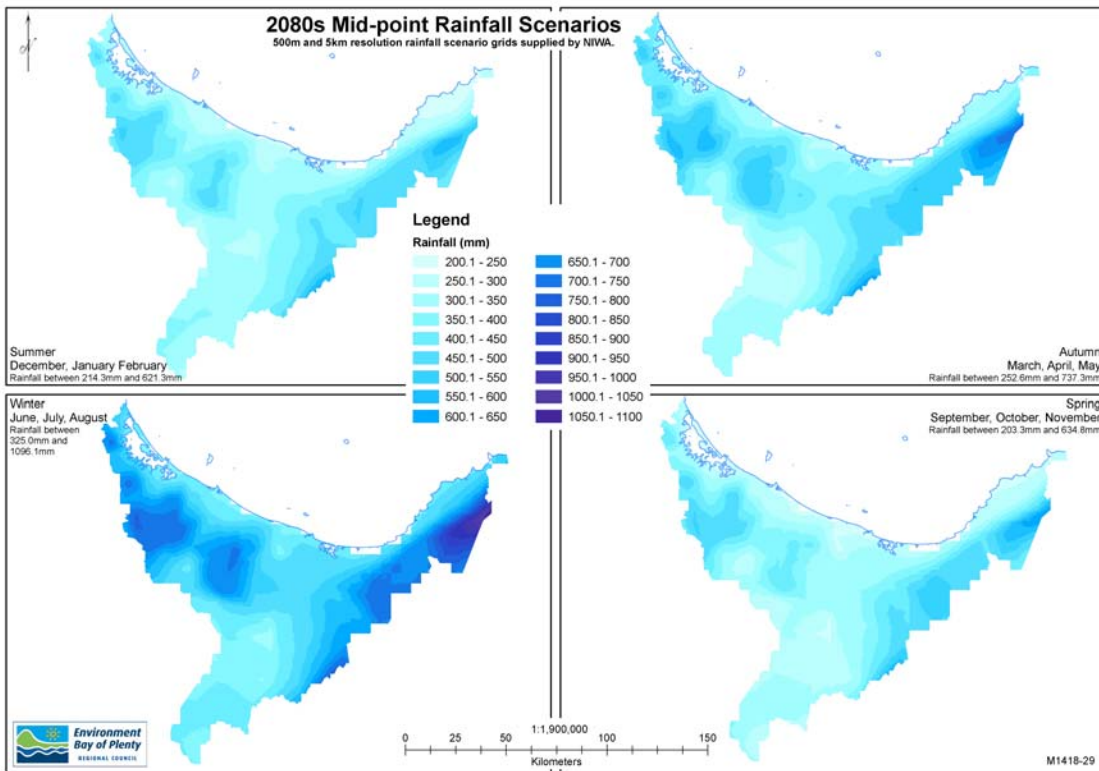 2080s Mid-point Rainfall Scenarios
500m and 5km resolution rainfall scenario grids supplied by NIWA.
N
Summer
December, January February
Rainfall between 214.3mm and 621.3mm
Autumn
March, April, May
Rainfall between 252.6mm and 737.3mm
Legend
Rainfall (mm)
200.1 - 250
250.1 - 300
300.1 - 350
350.1 - 400
400.1 - 450
450.1 - 500
500.1 - 550
550.1 - 600
600.1 - 650
650.1 - 700
700.1 - 750
750.1 - 800
800.1 - 850
850.1 - 900
900.1 - 950
950.1 - 1000
1000.1 - 1050
1050.1 - 1100
Winter
June, July, August
Rainfall between
325.0mm and
1096.1mm
Spring
September, October, November
Rainfall between 203.3mm and 634.8mm
Environment
Bay of Plenty
REGIONAL COUNCIL
1:1,900,000
0 25 50 100 150
Kilometers
M1418-29